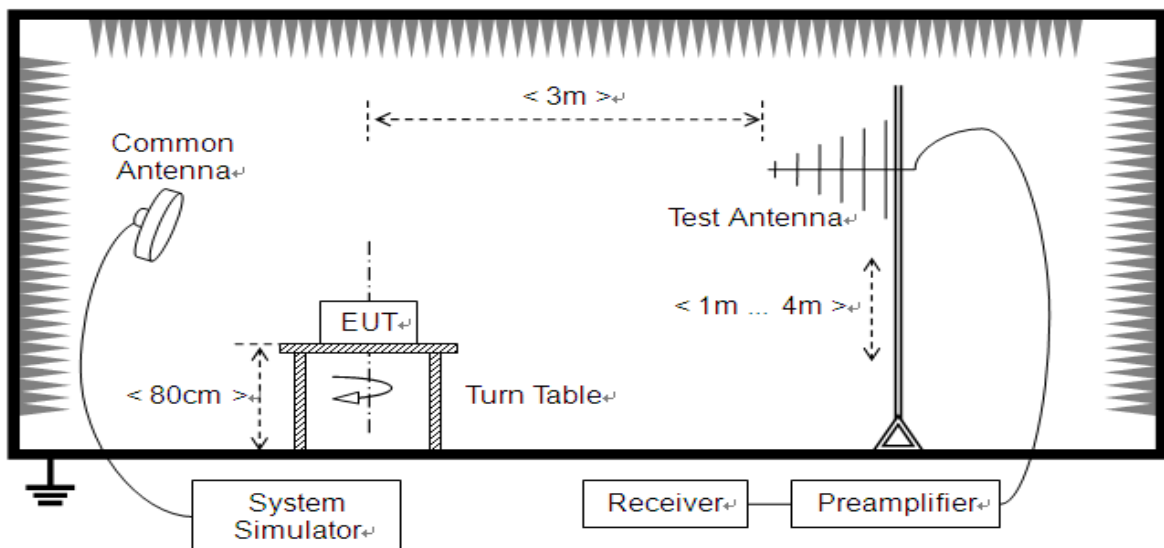 < 3m >↵
Common
Antenna↵
Test Antenna↵
< 1m ... 4m >↵
EUT↵
< 80cm >↵
Turn Table↵
System
Simulator↵
Receiver↵
Preamplifier↵